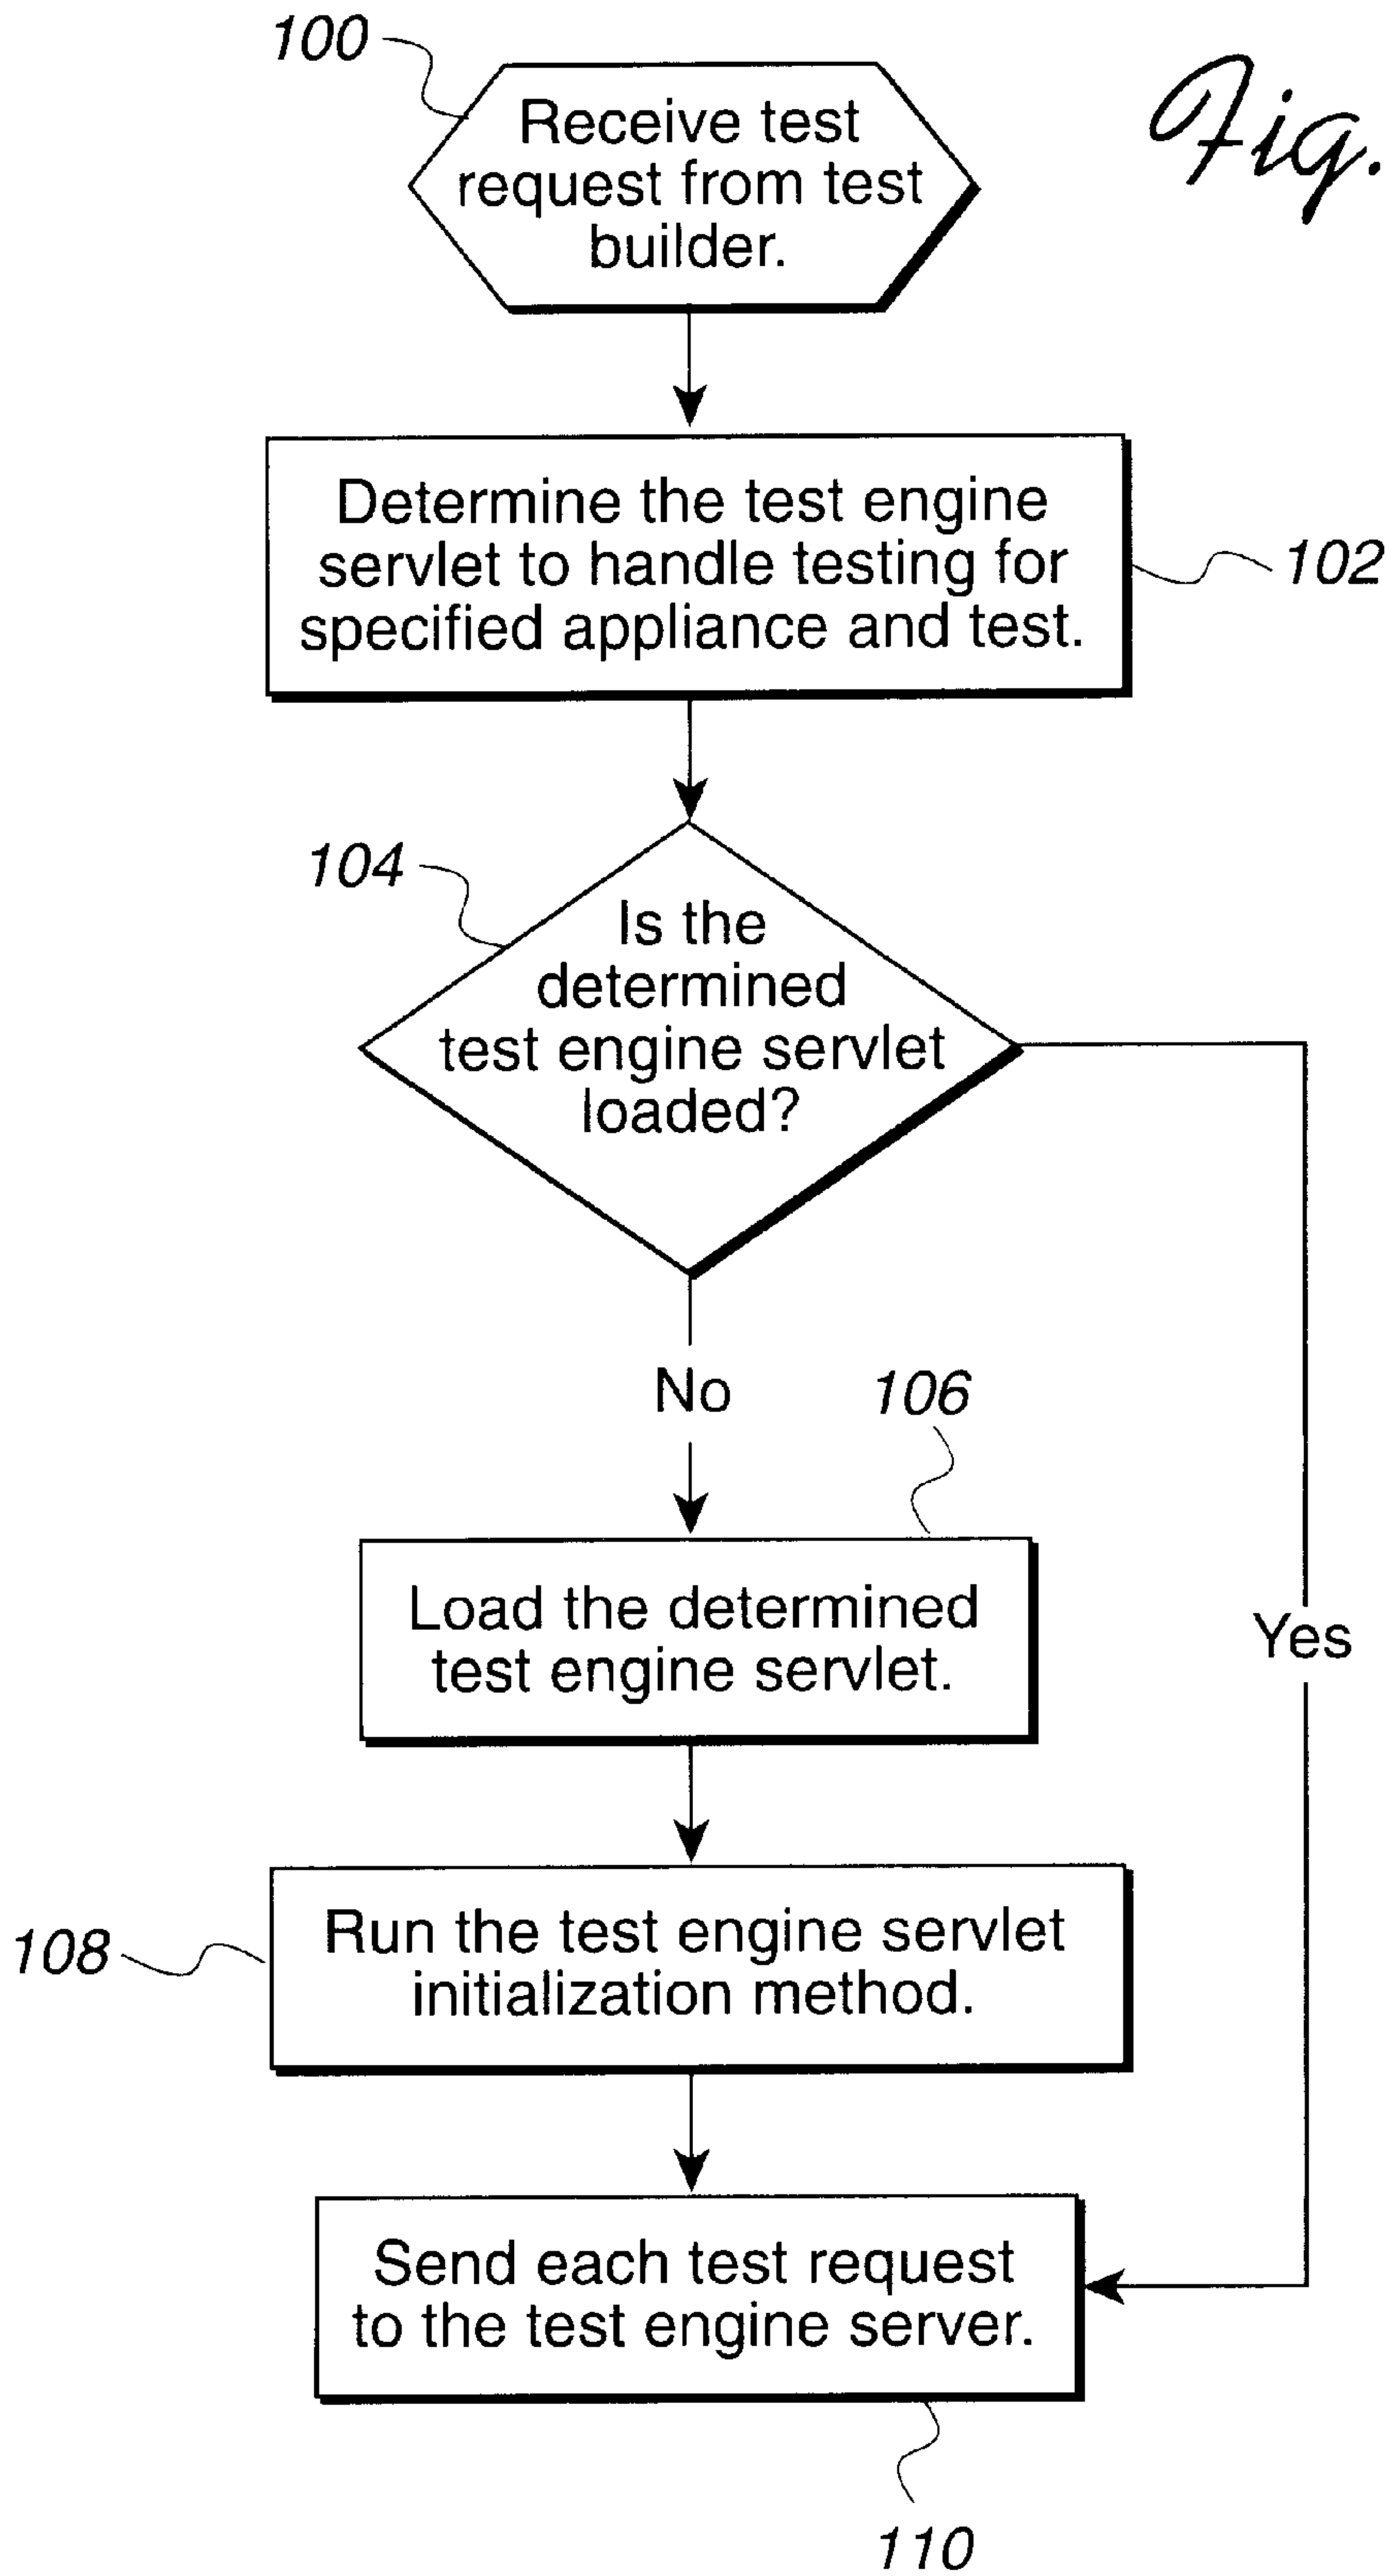 100
Fig.
Receive test
request from test
builder.
Determine the test engine
servlet to handle testing for
specified appliance and test.
102
104
Is the
determined
test engine servlet
loaded?
No
106
Load the determined
test engine servlet.
Yes
108
Run the test engine servlet
initialization method.
Send each test request
to the test engine server.
110